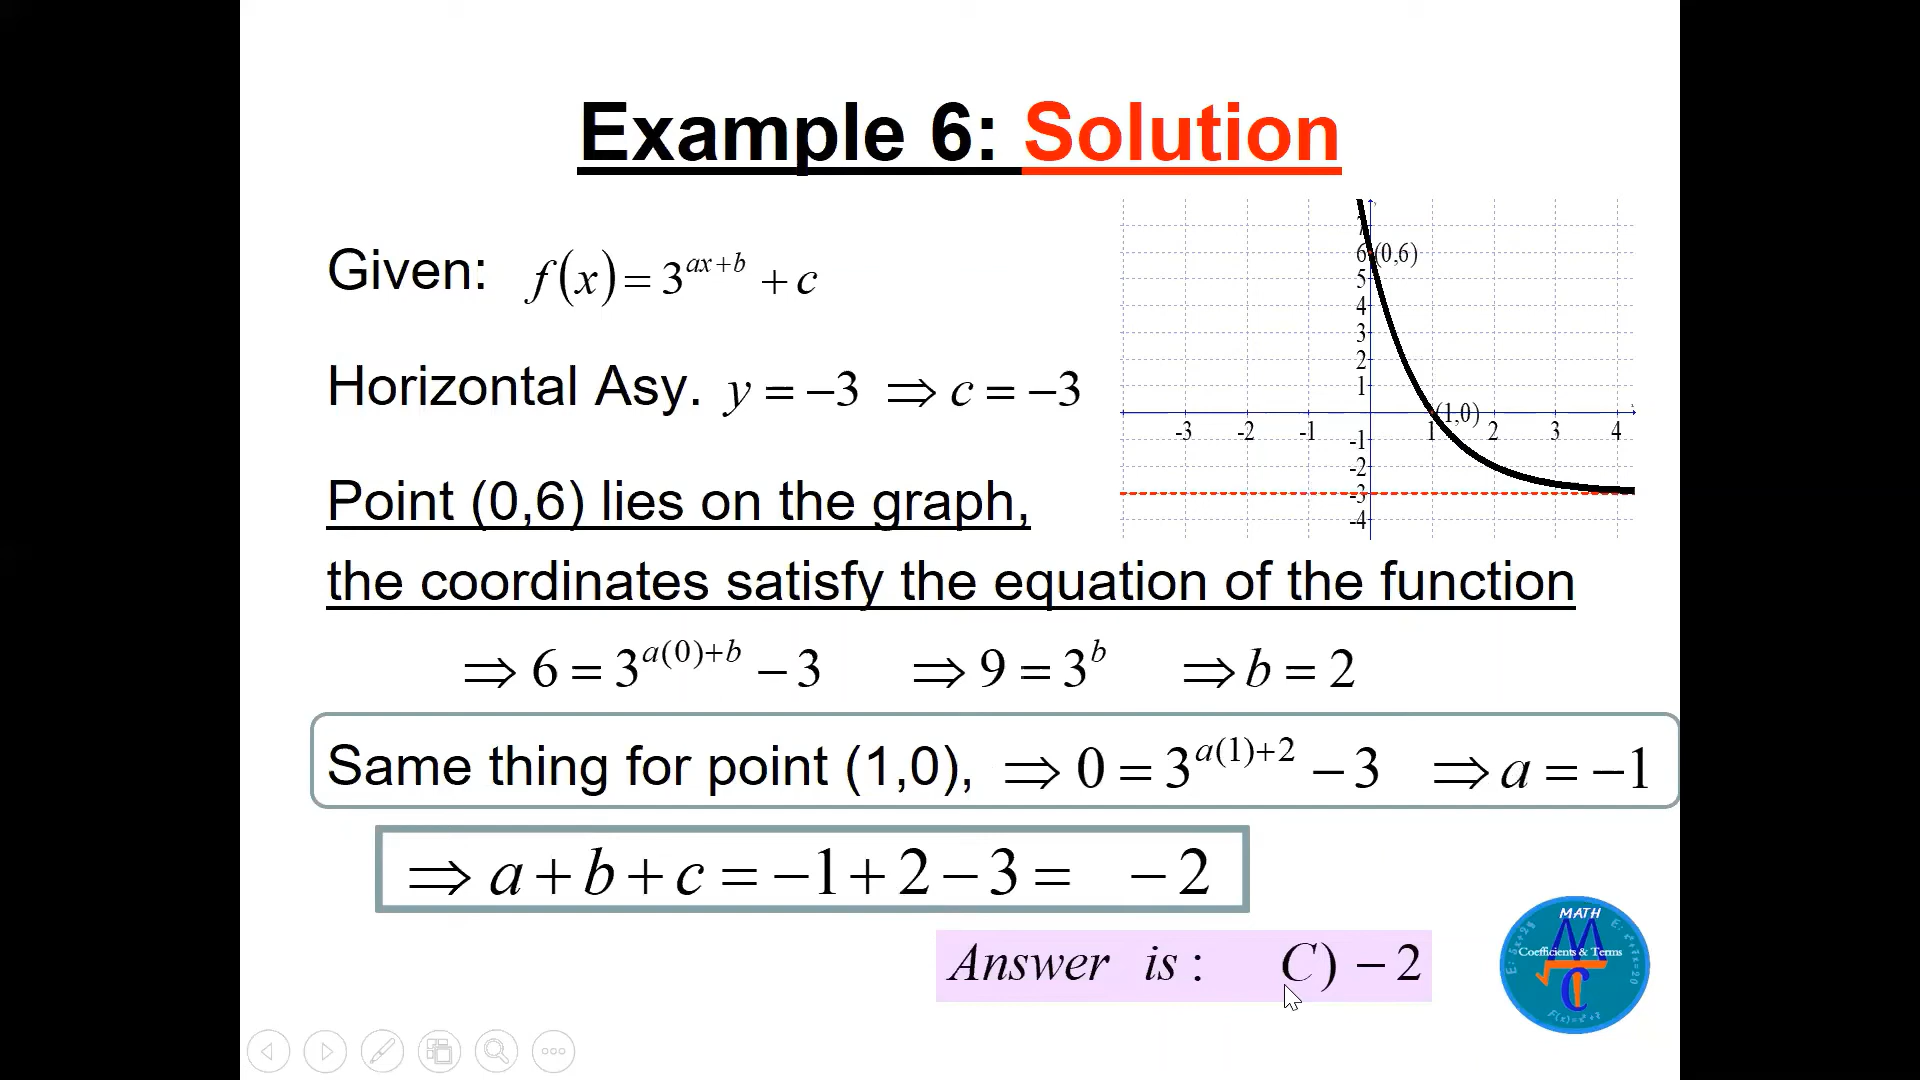 Example 6: Solution
Given: f(x) = 3^{ax+b} + c
Horizontal Asy. y = −3 ⇒ c = −3
Point (0,6) lies on the graph,
the coordinates satisfy the equation of the function
⇒ 6 = 3^{a(0)+b} − 3 ⇒ 9 = 3^b ⇒ b = 2
Same thing for point (1,0), ⇒ 0 = 3^{a(1)+2} − 3 ⇒ a = −1
⇒ a + b + c = −1 + 2 − 3 = − 2
Answer is : C) − 2
7
6 (0,6)
5
4
3
2
1
(1,0)
-3 -2 -1 1 2 3 4
-1
-2
-3
-4
MATH
Coefficients & Terms